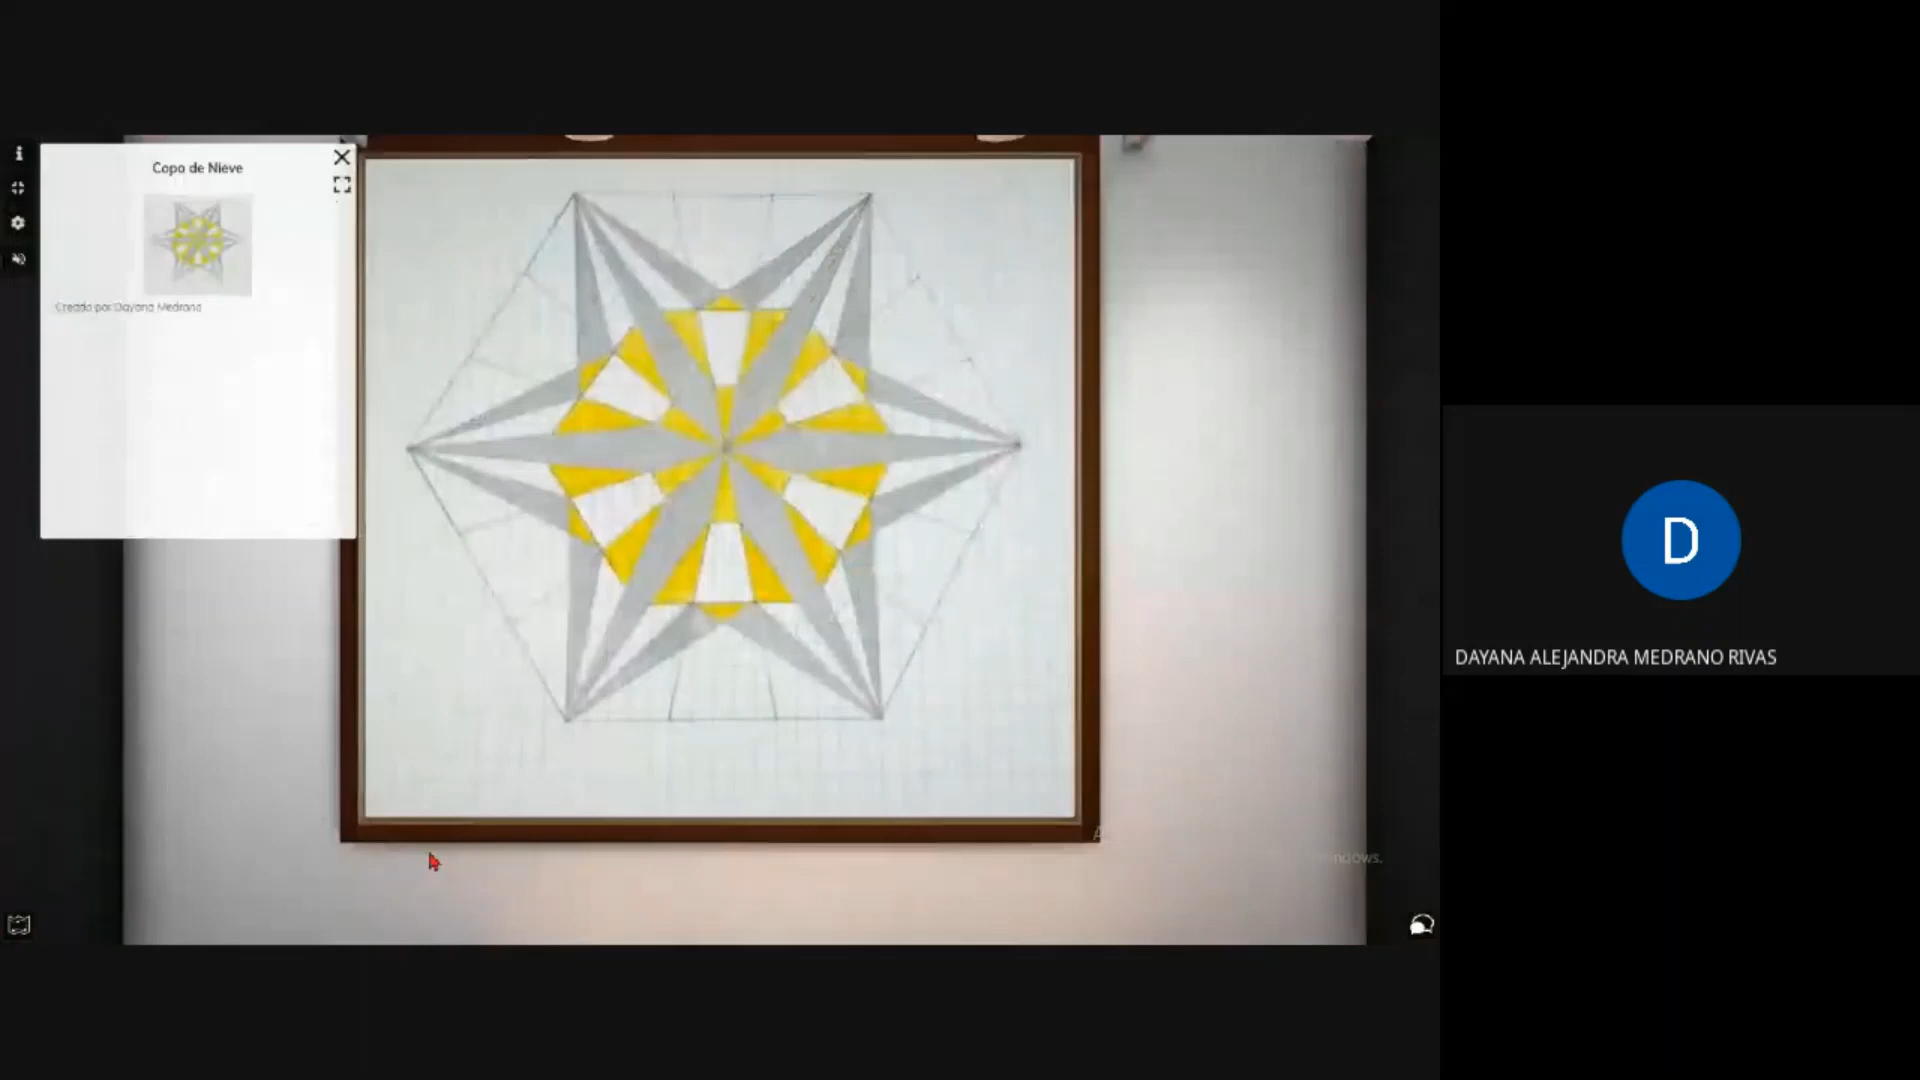 Copo de Nieve
Creado por Dayana Medrano
D
DAYANA ALEJANDRA MEDRANO RIVAS